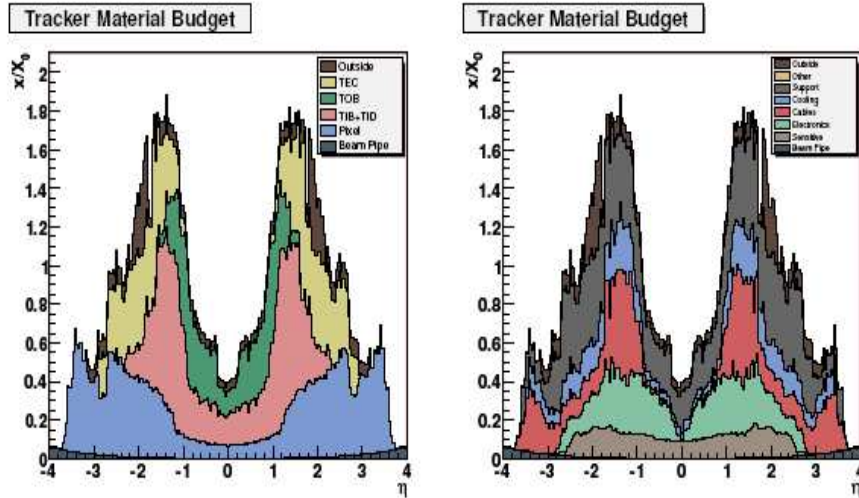 Tracker Material Budget
x/X0
2
1.8
1.6
1.4
1.2
1
0.8
0.6
0.4
0.2
0
-4 -3 -2 -1 0 1 2 3 4
η
Outside
TEC
TOB
TIB+TID
Pixel
Beam Pipe
Tracker Material Budget
x/X0
2
1.8
1.6
1.4
1.2
1
0.8
0.6
0.4
0.2
0
-4 -3 -2 -1 0 1 2 3 4
η
Outside
Other
Support
Cooling
Cables
Electronics
Sensitive
Beam Pipe